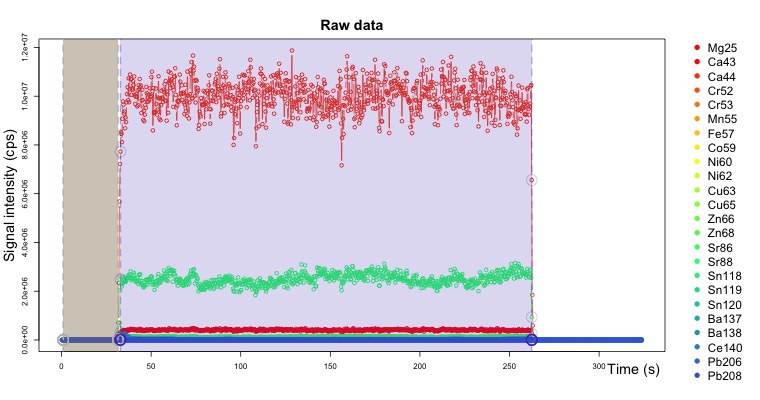 Raw data
Signal intensity (cps)
1.2e+07
1.0e+07
8.0e+06
6.0e+06
4.0e+06
2.0e+06
0.0e+00
0 50 100 150 200 250 300 Time (s)
Mg25
Ca43
Ca44
Cr52
Cr53
Mn55
Fe57
Co59
Ni60
Ni62
Cu63
Cu65
Zn66
Zn68
Sr86
Sr88
Sn118
Sn119
Sn120
Ba137
Ba138
Ce140
Pb206
Pb208